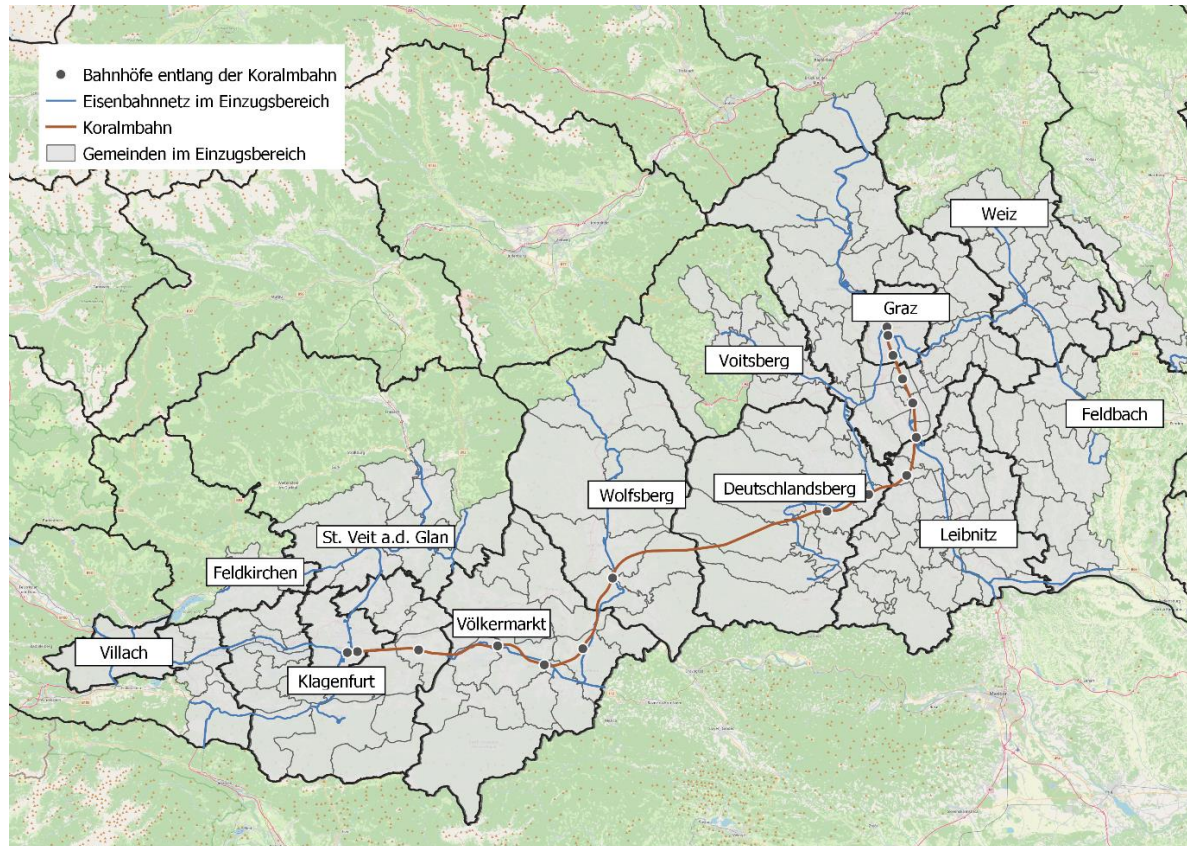 Bahnhöfe entlang der Koralmbahn
Eisenbahnnetz im Einzugsbereich
Koralmbahn
Gemeinden im Einzugsbereich
Weiz
Graz
Voitsberg
Feldbach
Deutschlandsberg
Wolfsberg
Leibnitz
St. Veit a.d. Glan
Feldkirchen
Völkermarkt
Villach
Klagenfurt